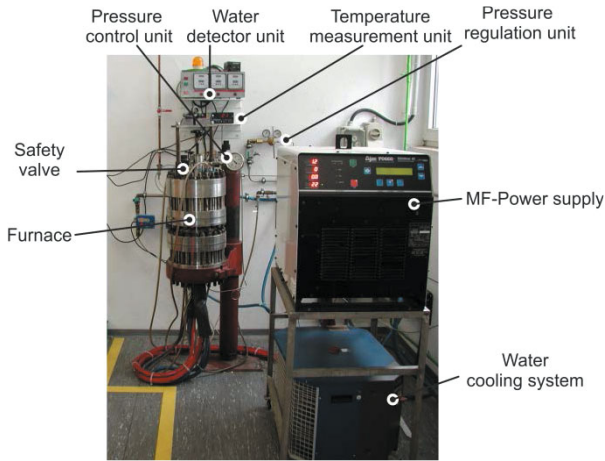 Pressure
control unit
Water
detector unit
Temperature
measurement unit
Pressure
regulation unit
Safety
valve
Furnace
MF-Power supply
Water
cooling system